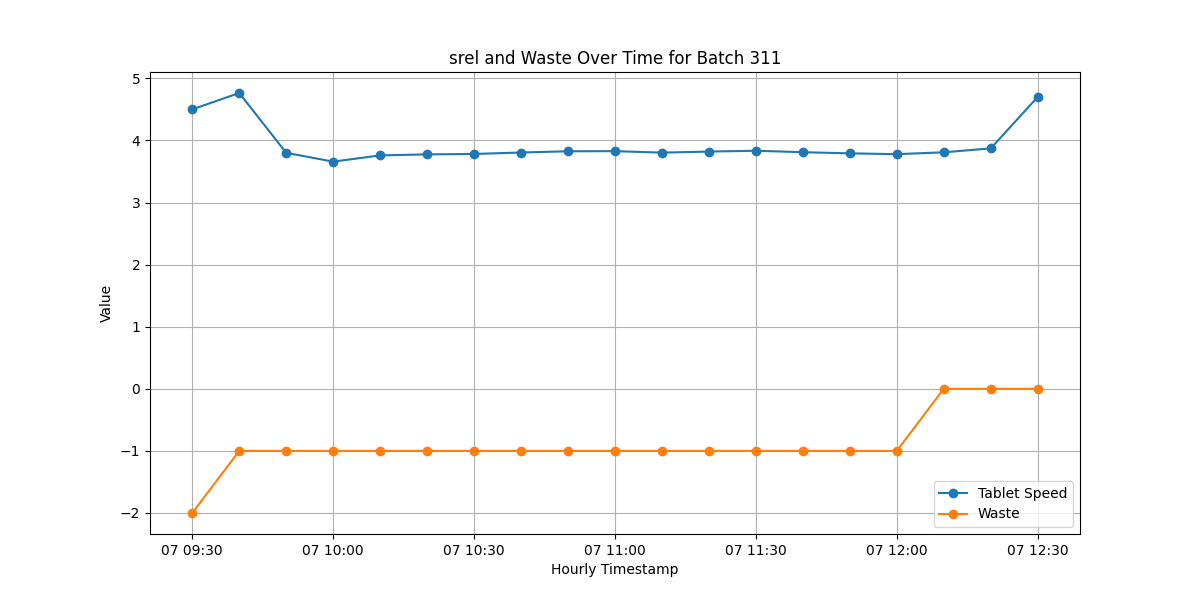 srel and Waste Over Time for Batch 311
Value
5
4
3
2
1
0
−1
−2
Tablet Speed
Waste
07 09:30 07 10:00 07 10:30 07 11:00 07 11:30 07 12:00 07 12:30
Hourly Timestamp